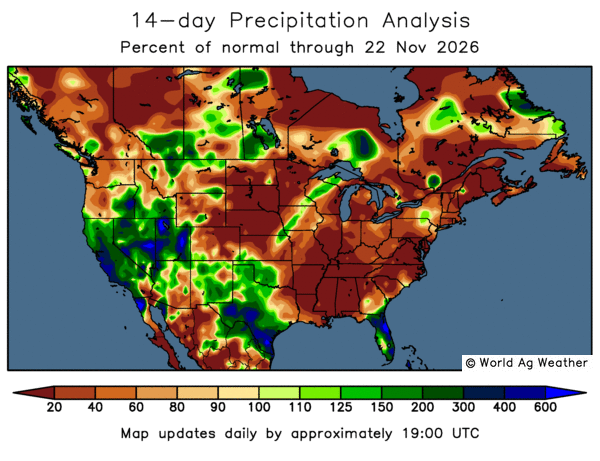 14-day Precipitation Analysis
Percent of normal through 22 Nov 2026
© World Ag Weather
20 40 60 80 90 100 110 125 150 200 300 400 600
Map updates daily by approximately 19:00 UTC